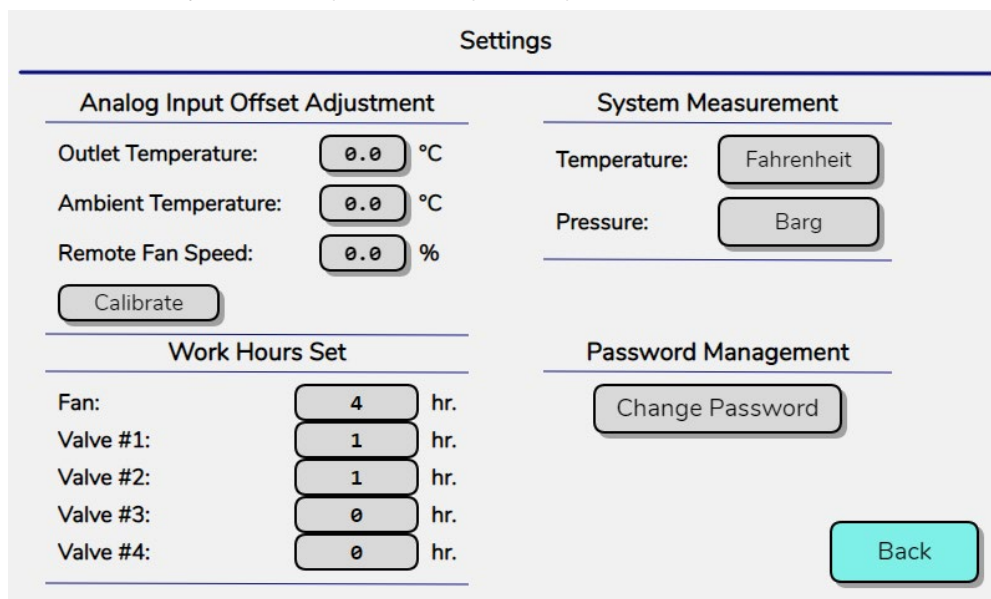 Settings
Analog Input Offset Adjustment
Outlet Temperature: 0.0 °C
Ambient Temperature: 0.0 °C
Remote Fan Speed: 0.0 %
Calibrate
System Measurement
Temperature: Fahrenheit
Pressure: Barg
Work Hours Set
Fan: 4 hr.
Valve #1: 1 hr.
Valve #2: 1 hr.
Valve #3: 0 hr.
Valve #4: 0 hr.
Password Management
Change Password
Back